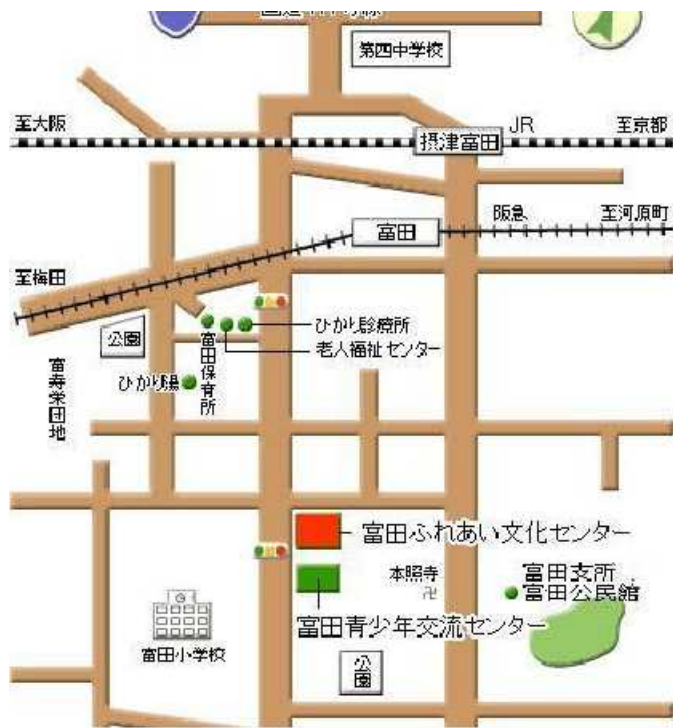 第四中学校
至大阪
JR
至京都
摂津富田
阪急
至河原町
富田
至梅田
ひかり診療所
公園
老人福祉センター
富田保育所
富寿栄団地
ひかり湯
富田ふれあい文化センター
本照寺
卍
富田支所
富田公民館
富田青少年交流センター
富田小学校
公園